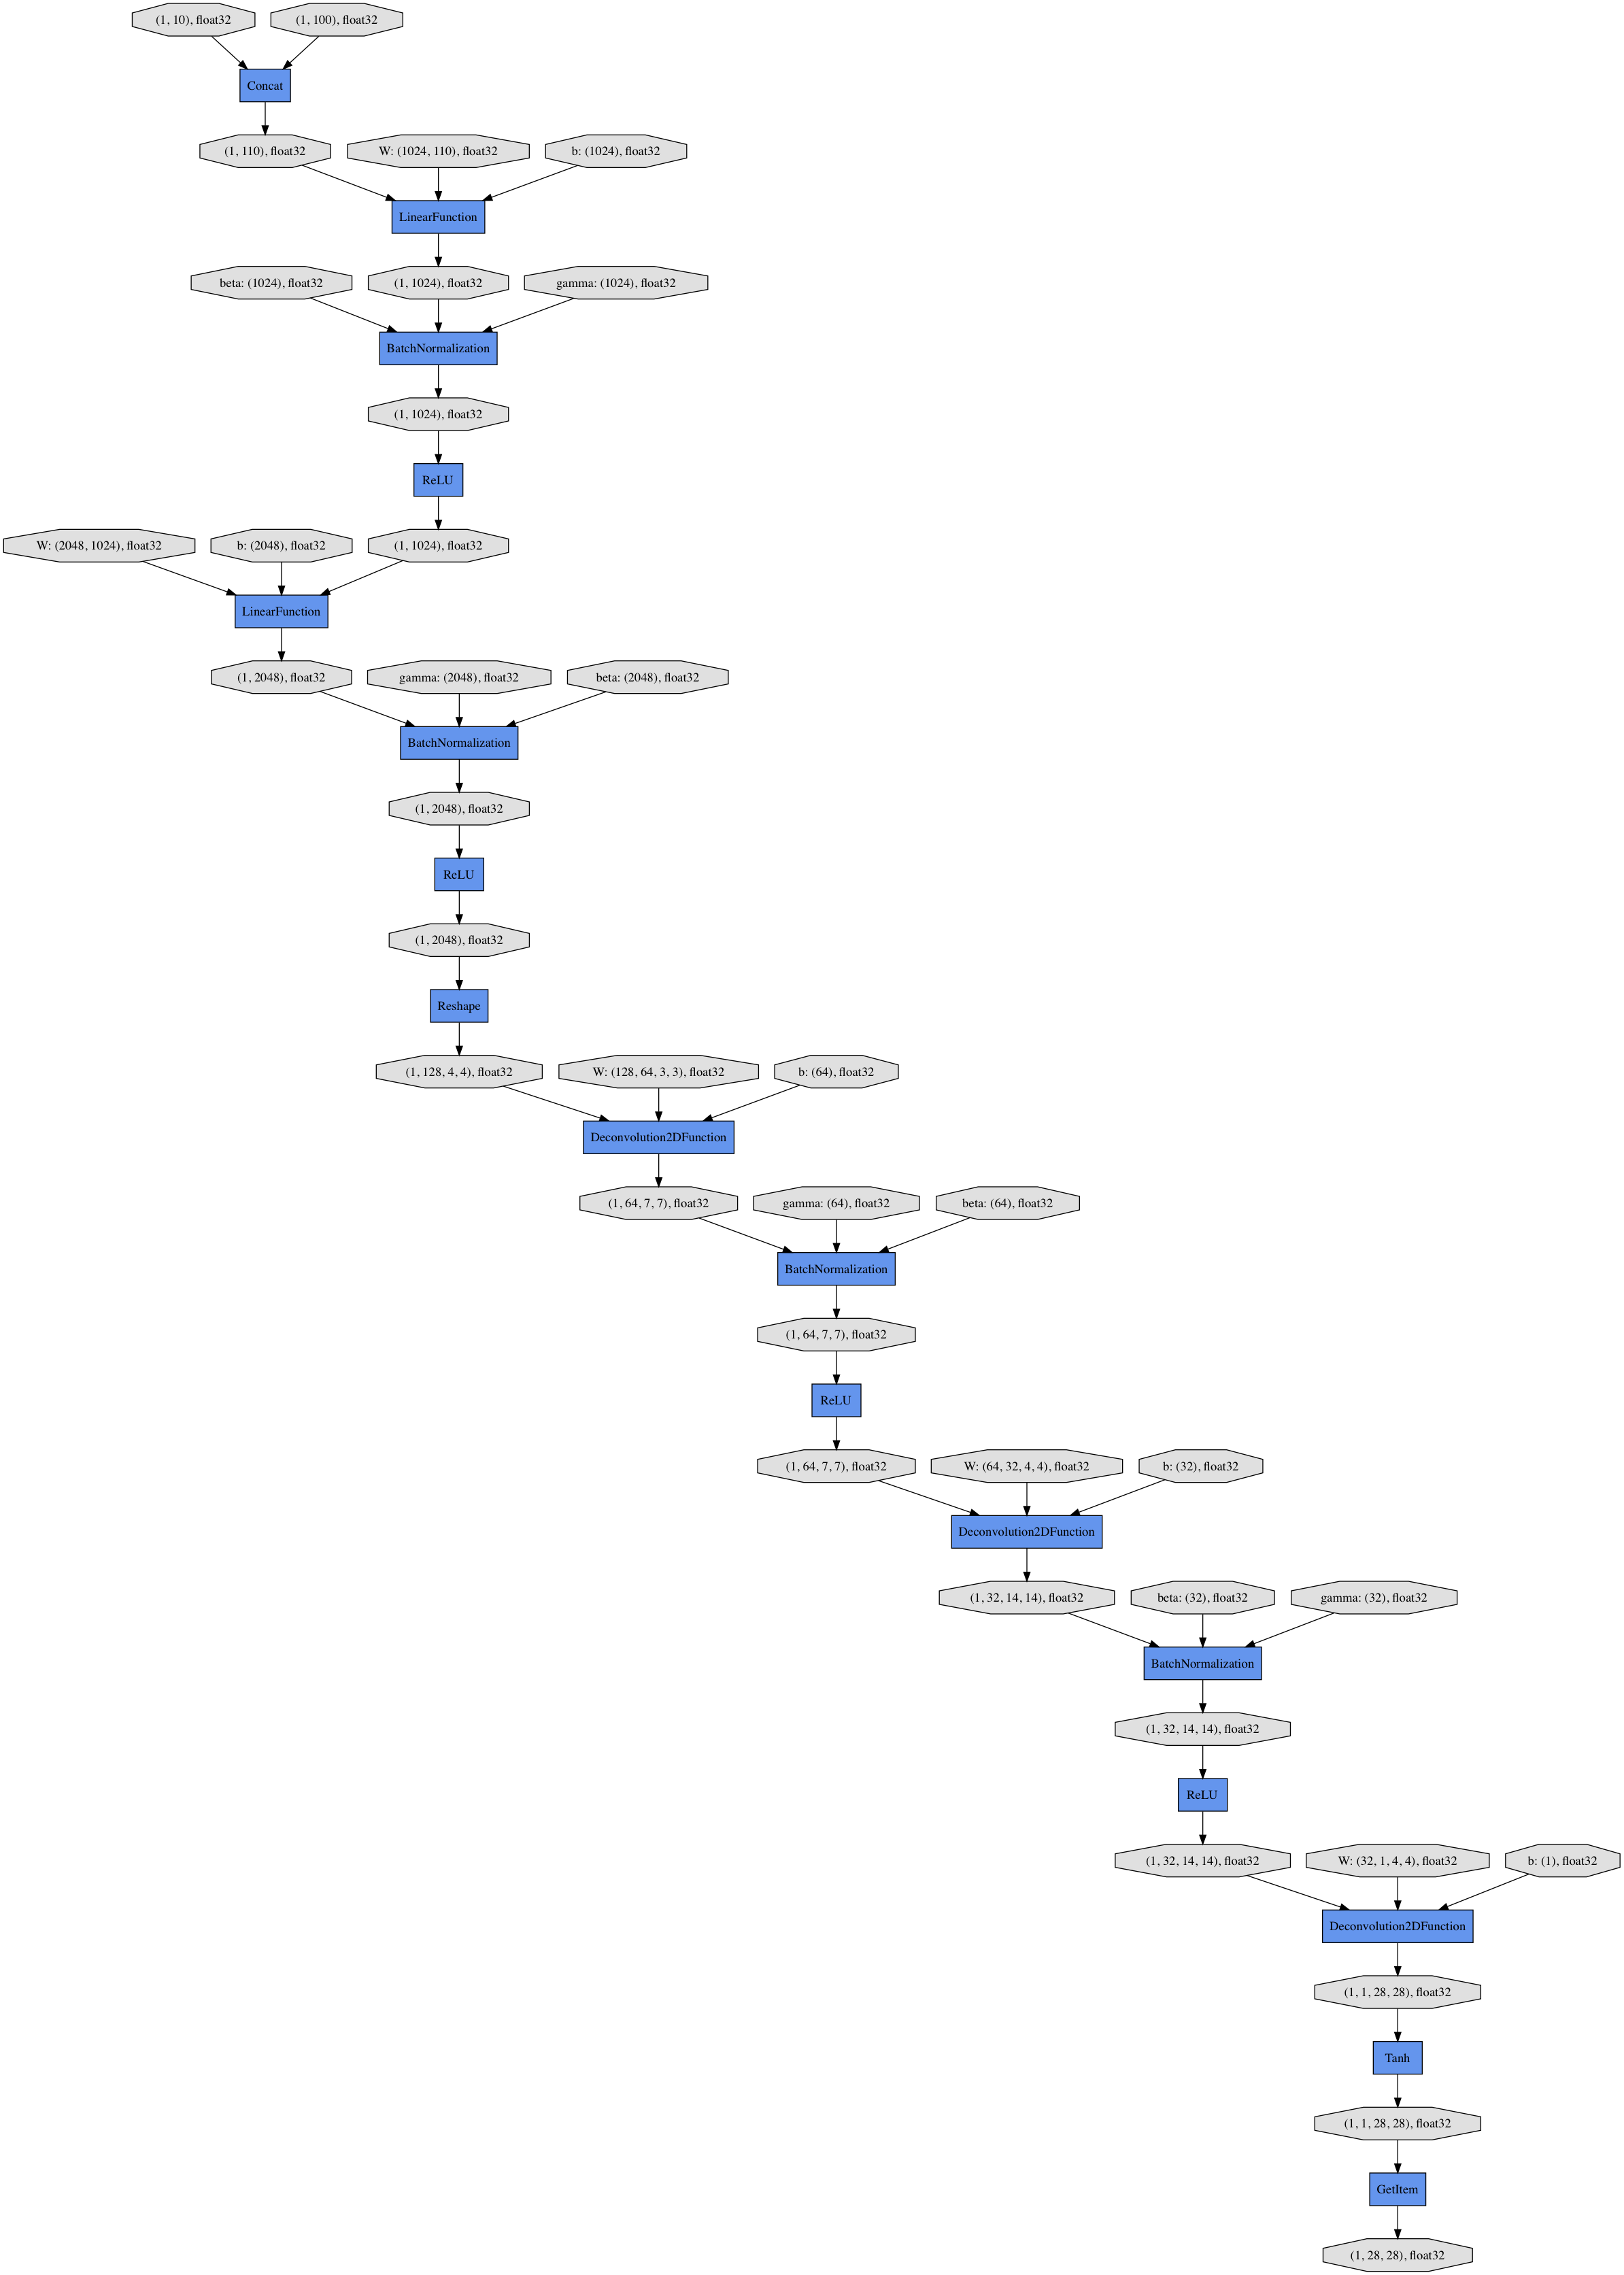 (1, 10), float32
(1, 100), float32
Concat
(1, 110), float32
W: (1024, 110), float32
b: (1024), float32
LinearFunction
beta: (1024), float32
(1, 1024), float32
gamma: (1024), float32
BatchNormalization
(1, 1024), float32
ReLU
W: (2048, 1024), float32
b: (2048), float32
(1, 1024), float32
LinearFunction
(1, 2048), float32
gamma: (2048), float32
beta: (2048), float32
BatchNormalization
(1, 2048), float32
ReLU
(1, 2048), float32
Reshape
(1, 128, 4, 4), float32
W: (128, 64, 3, 3), float32
b: (64), float32
Deconvolution2DFunction
(1, 64, 7, 7), float32
gamma: (64), float32
beta: (64), float32
BatchNormalization
(1, 64, 7, 7), float32
ReLU
(1, 64, 7, 7), float32
W: (64, 32, 4, 4), float32
b: (32), float32
Deconvolution2DFunction
(1, 32, 14, 14), float32
beta: (32), float32
gamma: (32), float32
BatchNormalization
(1, 32, 14, 14), float32
ReLU
(1, 32, 14, 14), float32
W: (32, 1, 4, 4), float32
b: (1), float32
Deconvolution2DFunction
(1, 1, 28, 28), float32
Tanh
(1, 1, 28, 28), float32
GetItem
(1, 28, 28), float32